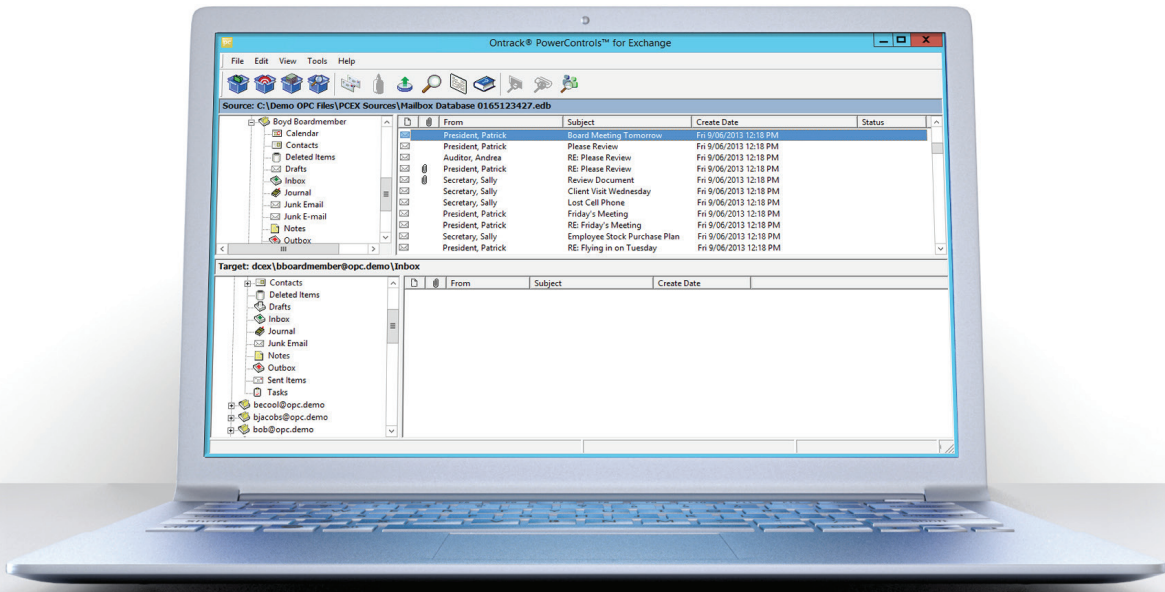 Ontrack® PowerControls™ for Exchange
File Edit View Tools Help
Source: C:\Demo OPC Files\PCEX Sources\Mailbox Database 0165123427.edb
Boyd Boardmember
Calendar
Contacts
Deleted Items
Drafts
Inbox
Journal
Junk Email
Junk E-mail
Notes
Outbox
From Subject Create Date Status
President, Patrick Board Meeting Tomorrow Fri 9/06/2013 12:18 PM
President, Patrick Please Review Fri 9/06/2013 12:18 PM
Auditor, Andrea RE: Please Review Fri 9/06/2013 12:18 PM
President, Patrick RE: Please Review Fri 9/06/2013 12:18 PM
Secretary, Sally Review Document Fri 9/06/2013 12:18 PM
Secretary, Sally Client Visit Wednesday Fri 9/06/2013 12:18 PM
Secretary, Sally Lost Cell Phone Fri 9/06/2013 12:18 PM
President, Patrick Friday's Meeting Fri 9/06/2013 12:18 PM
President, Patrick RE: Friday's Meeting Fri 9/06/2013 12:18 PM
Secretary, Sally Employee Stock Purchase Plan Fri 9/06/2013 12:18 PM
President, Patrick RE: Flying in on Tuesday Fri 9/06/2013 12:18 PM
Target: dcex\bboardmember@opc.demo\Inbox
Contacts
Deleted Items
Drafts
Inbox
Journal
Junk Email
Notes
Outbox
Sent Items
Tasks
becool@opc.demo
bjacobs@opc.demo
bob@opc.demo
From Subject Create Date